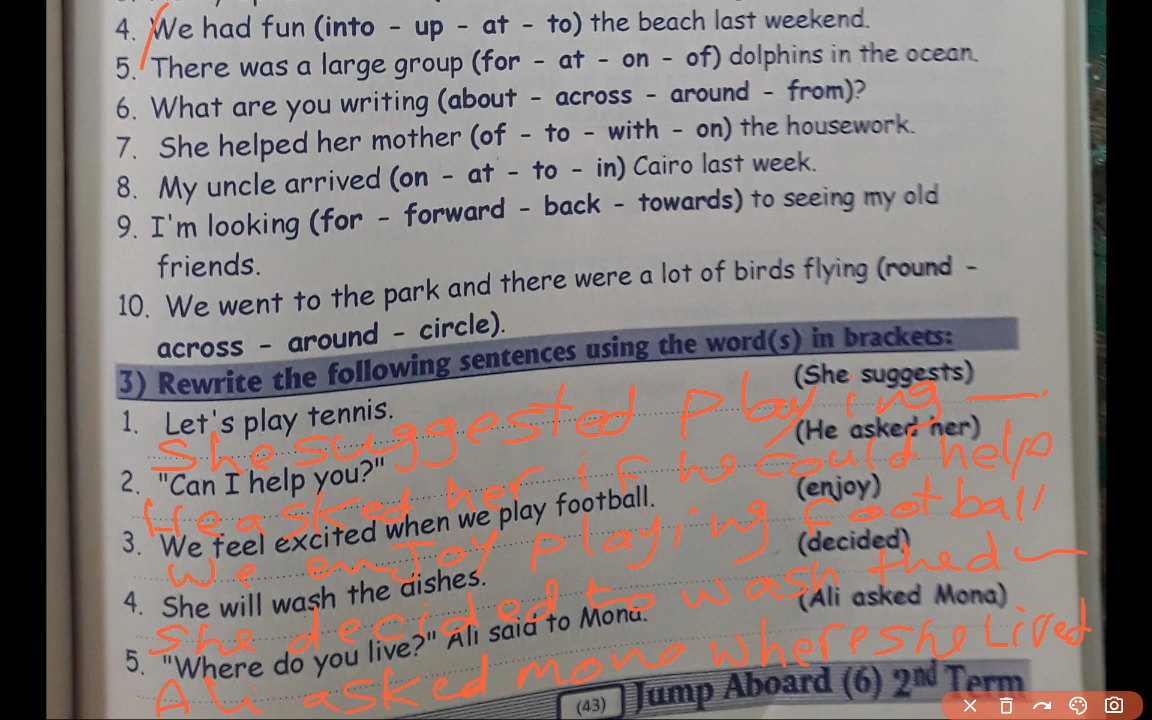 4. We had fun (into - up - at - to) the beach last weekend.
5. There was a large group (for - at - on - of) dolphins in the ocean.
6. What are you writing (about - across - around - from)?
7. She helped her mother (of - to - with - on) the housework.
8. My uncle arrived (on - at - to - in) Cairo last week.
9. I'm looking (for - forward - back - towards) to seeing my old
friends.
10. We went to the park and there were a lot of birds flying (round -
across - around - circle).
3) Rewrite the following sentences using the word(s) in brackets:
1. Let's play tennis. (She suggests)
She suggested playing
2. "Can I help you?" (He asked her)
He asked her if he could help
3. We feel excited when we play football. (enjoy)
We enjoy playing football
4. She will wash the dishes. (decided)
She decided to wash the d
5. "Where do you live?" Ali said to Mona. (Ali asked Mona)
Ali asked mona where she Lived
(43) Jump Aboard (6) 2nd Term